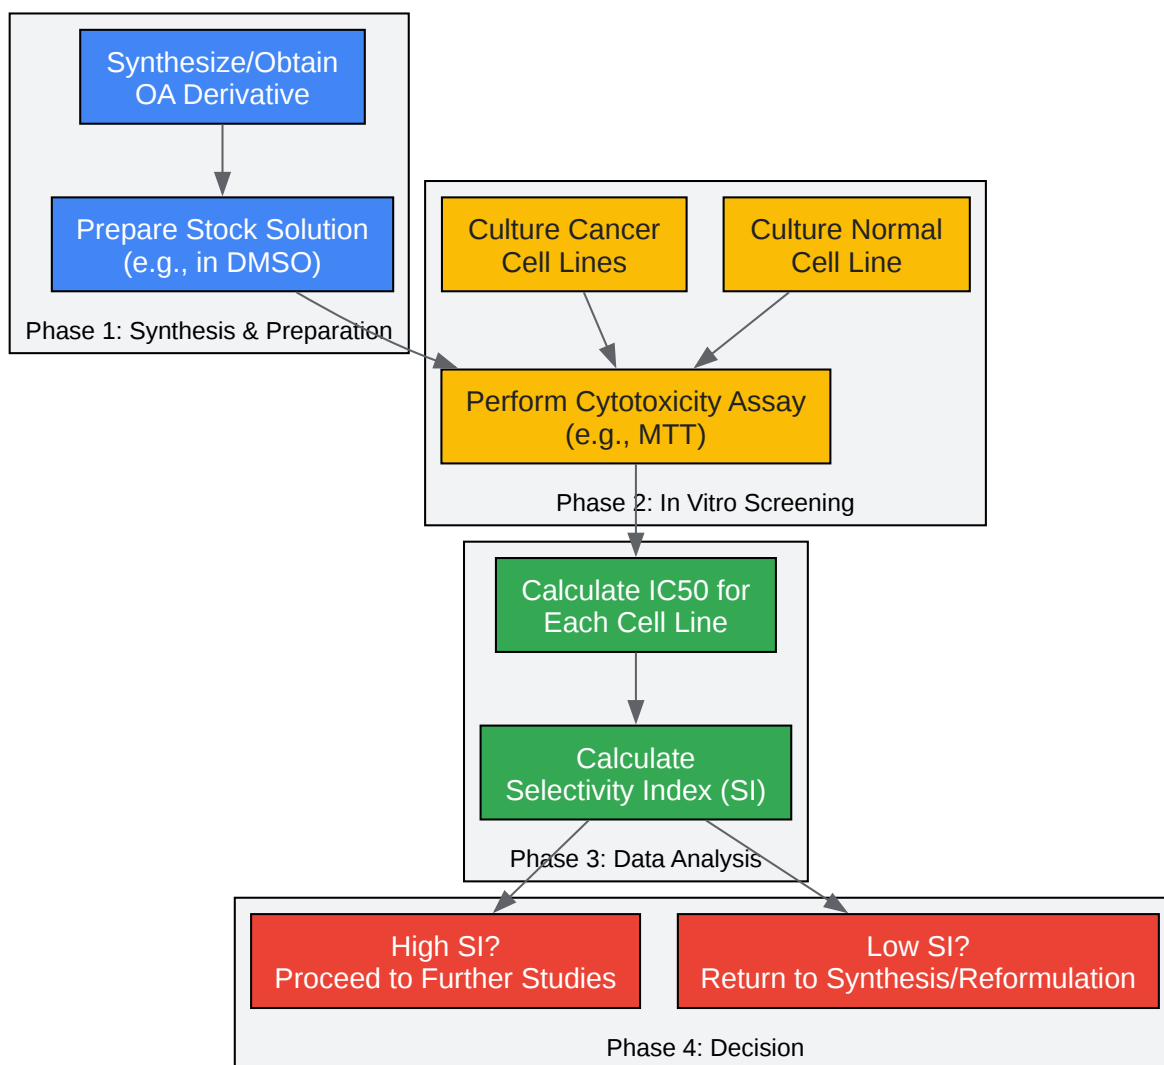 Synthesize/Obtain
OA Derivative
Prepare Stock Solution
(e.g., in DMSO)
Phase 1: Synthesis & Preparation
Culture Cancer
Cell Lines
Culture Normal
Cell Line
Perform Cytotoxicity Assay
(e.g., MTT)
Phase 2: In Vitro Screening
Calculate IC50 for
Each Cell Line
Calculate
Selectivity Index (SI)
Phase 3: Data Analysis
High SI?
Proceed to Further Studies
Low SI?
Return to Synthesis/Reformulation
Phase 4: Decision